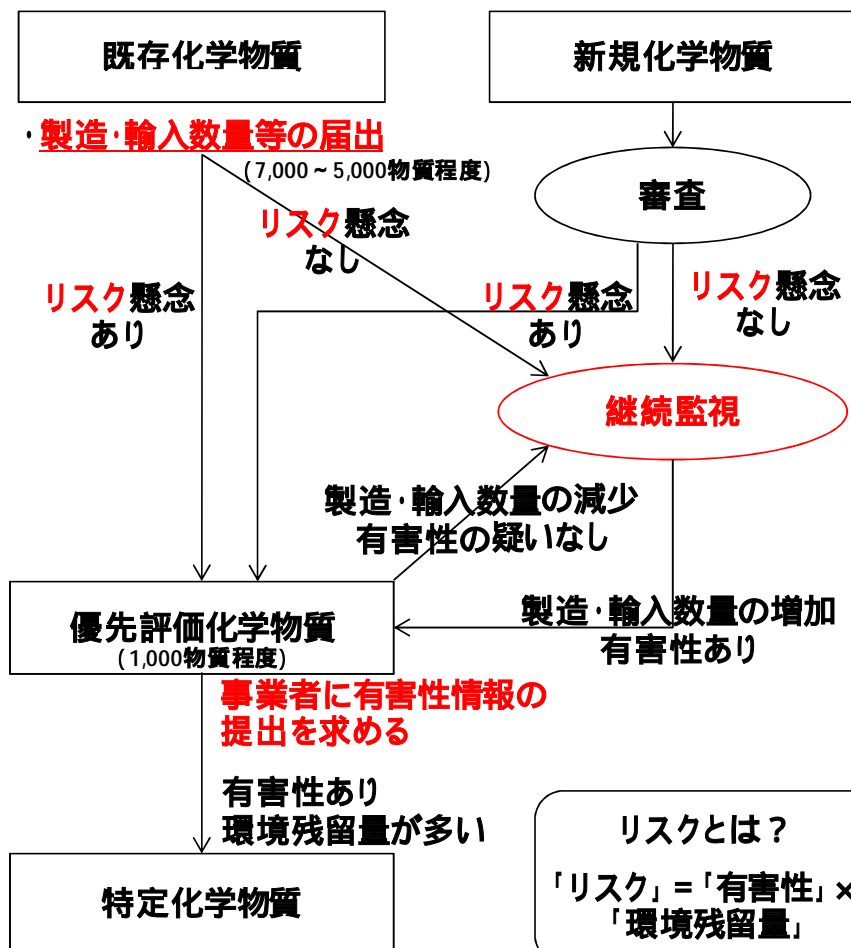 既存化学物質
新規化学物質
・製造・輸入数量等の届出
(7,000～5,000物質程度)
審査
リスク懸念
なし
リスク懸念
あり
リスク懸念
あり
リスク懸念
なし
継続監視
製造・輸入数量の減少
有害性の疑いなし
製造・輸入数量の増加
有害性あり
優先評価化学物質
(1,000物質程度)
事業者に有害性情報の
提出を求める
有害性あり
環境残留量が多い
特定化学物質
リスクとは？
「リスク」=「有害性」×
「環境残留量」